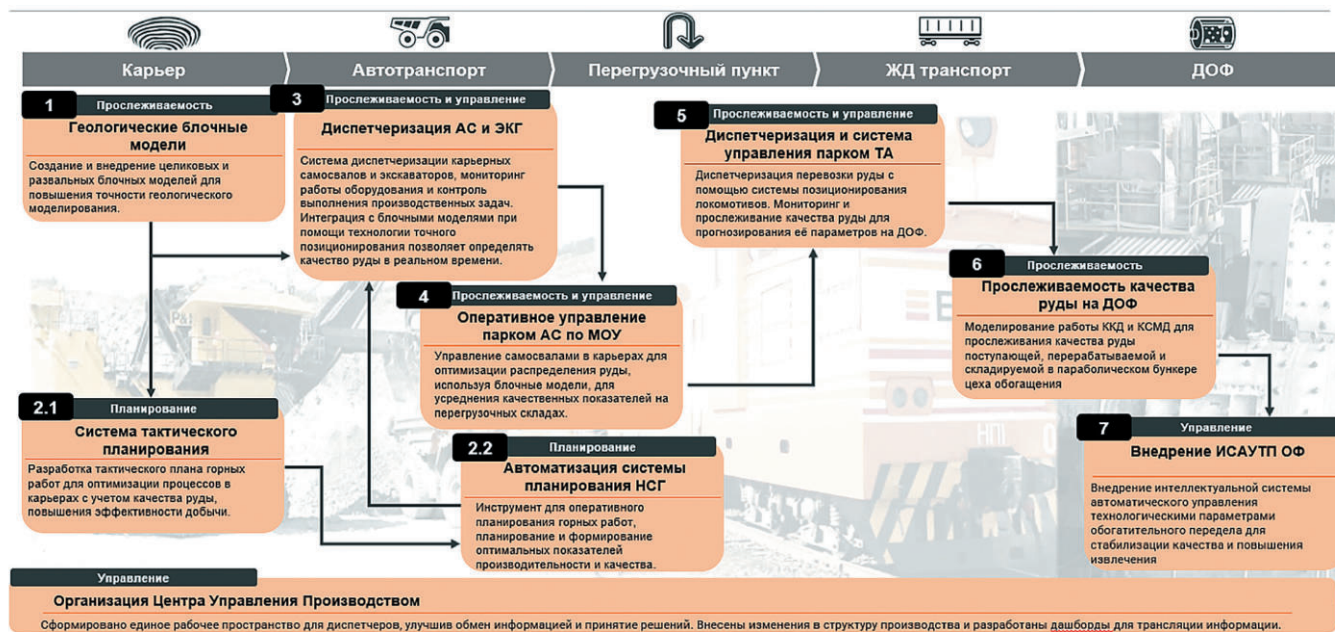 Карьер
Автотранспорт
Перегрузочный пункт
ЖД транспорт
ДОФ
1
Прослеживаемость
Геологические блочные
модели
Создание и внедрение целиковых и
развальных блочных моделей для
повышения точности геологического
моделирования.
3
Прослеживаемость и управление
Диспетчеризация АС и ЭКГ
Система диспетчеризации карьерных
самосвалов и экскаваторов, мониторинг
работы оборудования и контроль
выполнения производственных задач.
Интеграция с блочными моделями при
помощи технологии точного
позиционирования позволяет определять
качество руды в реальном времени.
5
Прослеживаемость и управление
Диспетчеризация и система
управления парком ТА
Диспетчеризация перевозки руды с
помощью системы позиционирования
локомотивов. Мониторинг и
прослеживание качества руды для
прогнозирования её параметров на ДОФ.
4
Прослеживаемость и управление
Оперативное управление
парком АС по МОУ
Управление самосвалами в карьерах для
оптимизации распределения руды,
используя блочные модели, для
усреднения качественных показателей на
перегрузочных складах.
6
Прослеживаемость
Прослеживаемость качества
руды на ДОФ
Моделирование работы ККД и КСМД для
прослеживания качества руды
поступающей, перерабатываемой и
складируемой в параболическом бункере
цеха обогащения
2.1
Планирование
Система тактического
планирования
Разработка тактического плана горных
работ для оптимизации процессов в
карьерах с учетом качества руды,
повышения эффективности добычи.
2.2
Планирование
Автоматизация системы
планирования НСГ
Инструмент для оперативного
планирования горных работ,
планирование и формирование
оптимальных показателей
производительности и качества.
7
Управление
Внедрение ИСАУТП ОФ
Внедрение интеллектуальной системы
автоматического управления
технологическими параметрами
обогатительного передела для
стабилизации качества и повышения
извлечения
Управление
Организация Центра Управления Производством
Сформировано единое рабочее пространство для диспетчеров, улучшив обмен информацией и принятие решений. Внесены изменения в структуру производства и разработаны дашборды для трансляции информации.